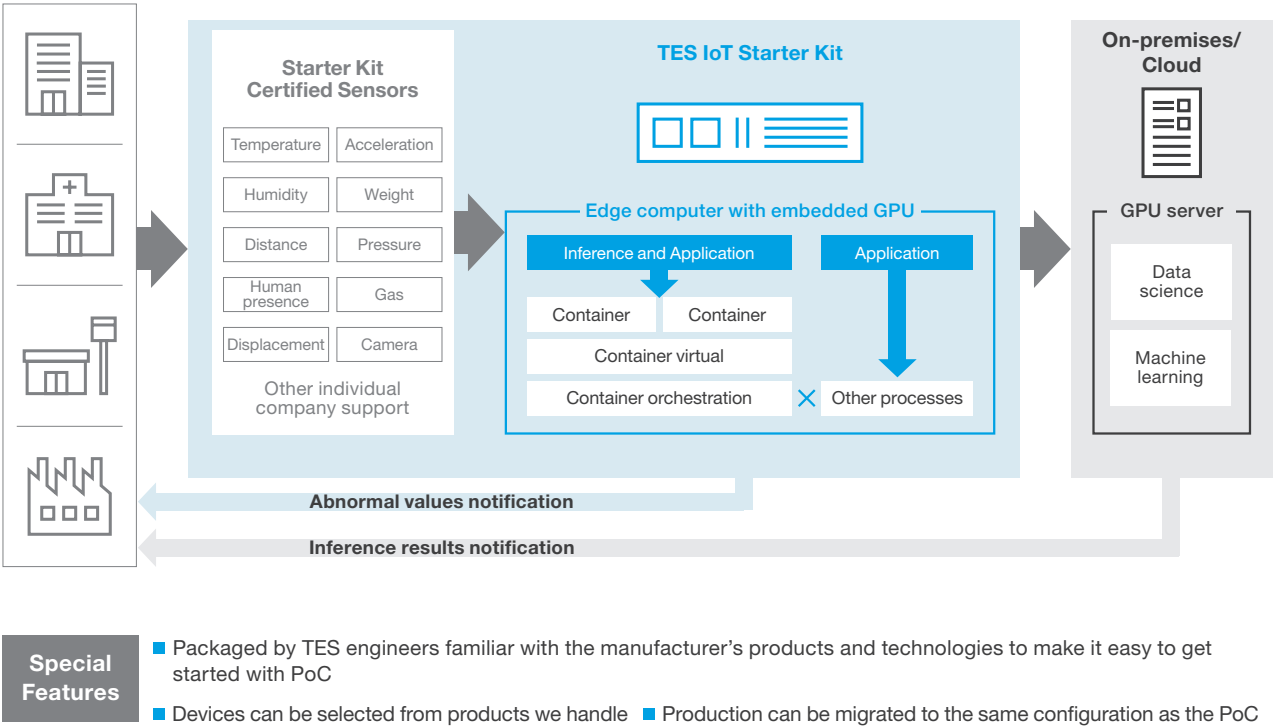 Starter Kit
Certified Sensors
Temperature
Acceleration
Humidity
Weight
Distance
Pressure
Human
presence
Gas
Displacement
Camera
Other individual
company support
TES IoT Starter Kit
Edge computer with embedded GPU
Inference and Application
Application
Container
Container
Container virtual
Container orchestration
Other processes
On-premises/
Cloud
GPU server
Data
science
Machine
learning
Abnormal values notification
Inference results notification
Special
Features
Packaged by TES engineers familiar with the manufacturer’s products and technologies to make it easy to get
started with PoC
Devices can be selected from products we handle
Production can be migrated to the same configuration as the PoC